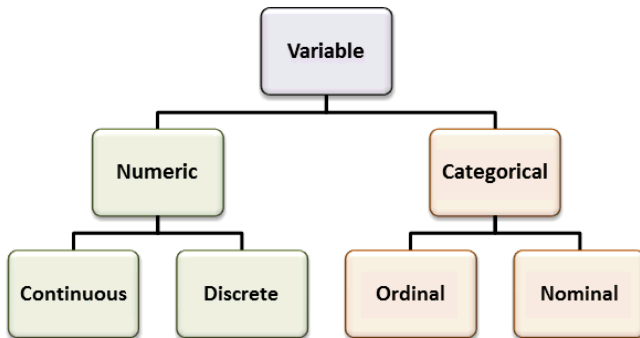 Variable
Numeric
Categorical
Continuous
Discrete
Ordinal
Nominal